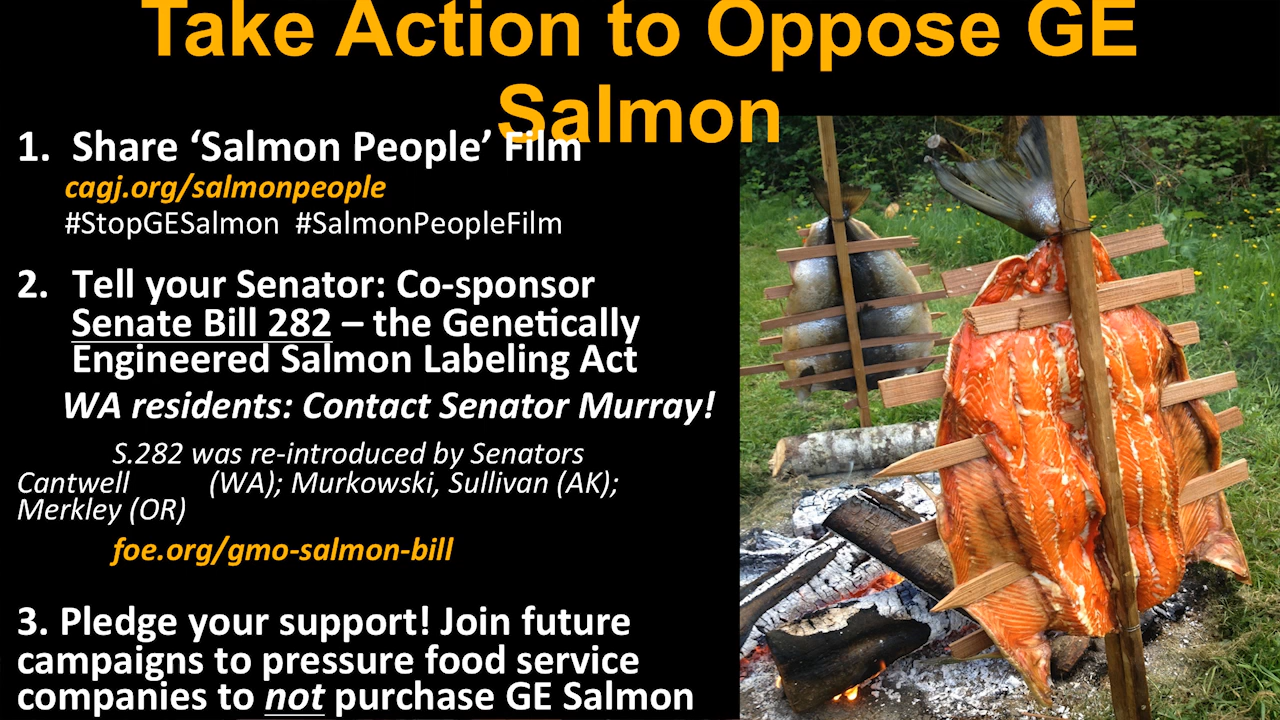 Take Action to Oppose GE
Salmon
1. Share ‘Salmon People’ Film
cagj.org/salmonpeople
#StopGESalmon #SalmonPeopleFilm
2. Tell your Senator: Co-sponsor
Senate Bill 282 – the Genetically
Engineered Salmon Labeling Act
WA residents: Contact Senator Murray!
S.282 was re-introduced by Senators
Cantwell (WA); Murkowski, Sullivan (AK);
Merkley (OR)
foe.org/gmo-salmon-bill
3. Pledge your support! Join future
campaigns to pressure food service
companies to not purchase GE Salmon